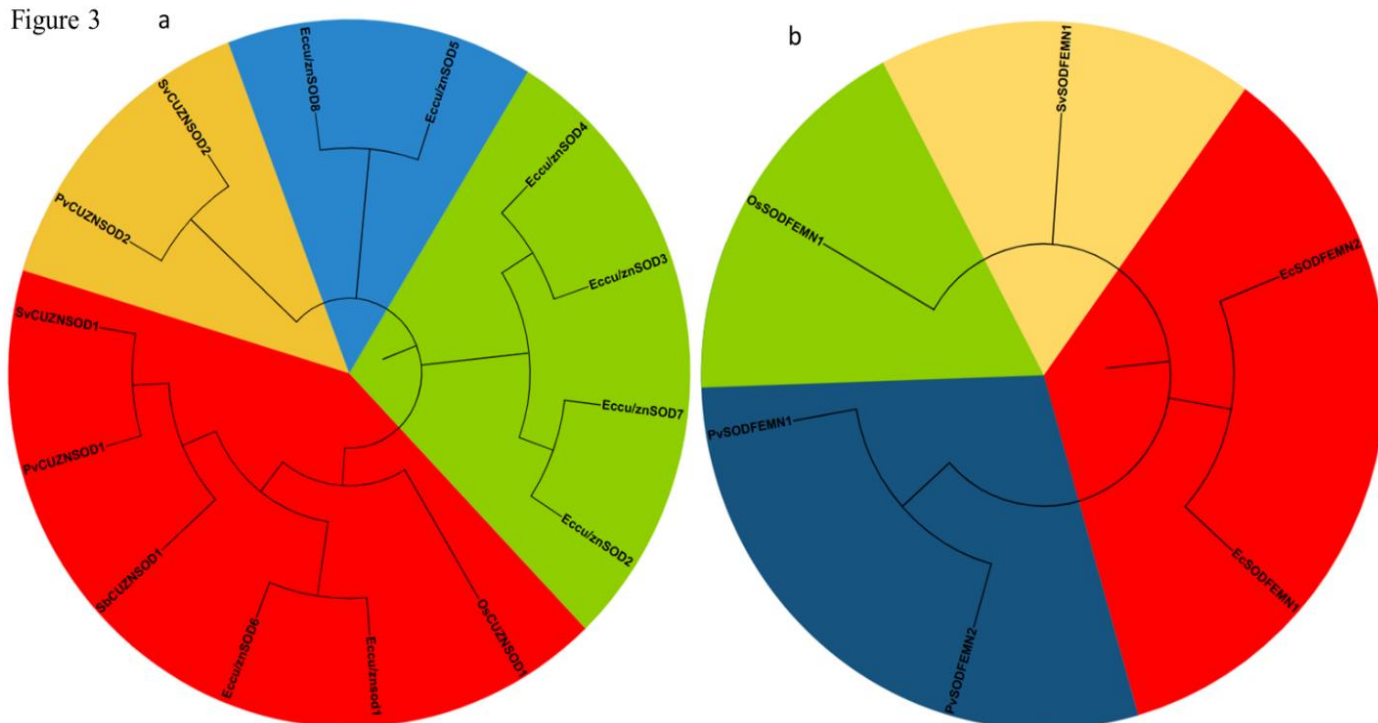 Figure 3
a
Eccu/znSOD8
Eccu/znSOD5
SvCUZNSOD2
PvCUZNSOD2
Eccu/znSOD4
Eccu/znSOD3
Eccu/znSOD7
Eccu/znSOD2
SvCUZNSOD1
PvCUZNSOD1
SbCUZNSOD1
Eccu/znSOD6
Eccu/znsod1
OsCUZNSOD1
b
SvSODFEMN1
OsSODFEMN1
EcSODFEMN2
EcSODFEMN1
PvSODFEMN1
PvSODFEMN2